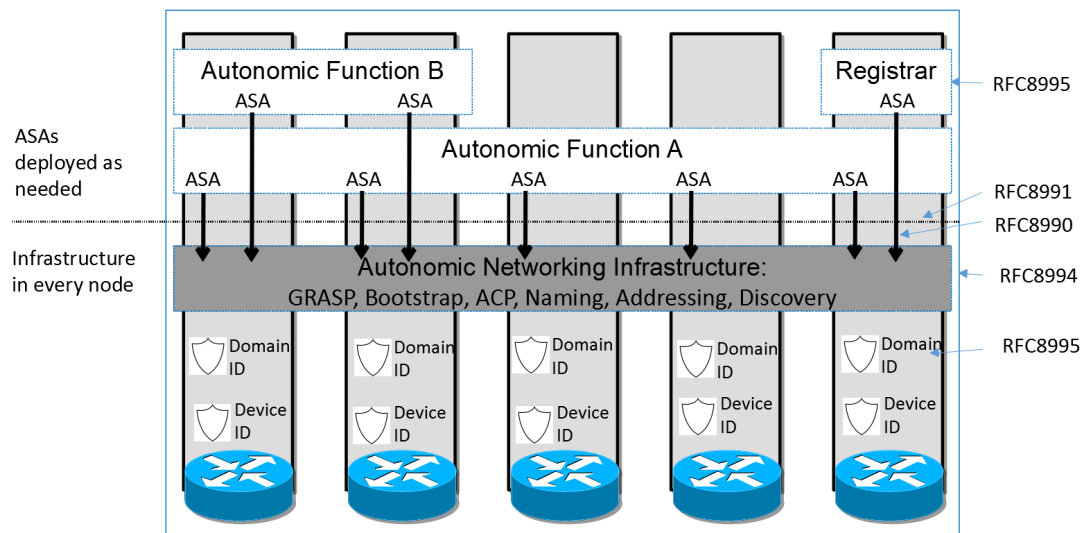 Autonomic Function B
Registrar
RFC8995
ASA
ASA
ASA
ASAs
deployed as
needed
Autonomic Function A
ASA
ASA
ASA
ASA
ASA
RFC8991
RFC8990
Infrastructure
in every node
Autonomic Networking Infrastructure:
GRASP, Bootstrap, ACP, Naming, Addressing, Discovery
RFC8994
Domain
ID
Domain
ID
Domain
ID
Domain
ID
Domain
ID
RFC8995
Device
ID
Device
ID
Device
ID
Device
ID
Device
ID